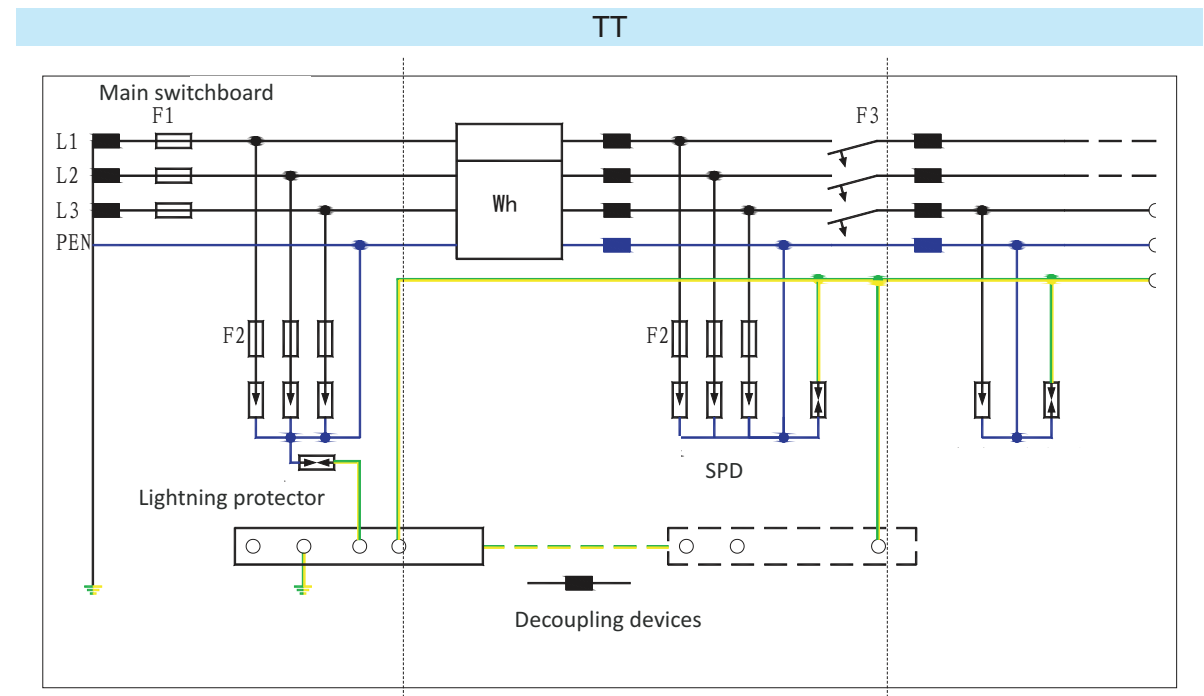 TT
Main switchboard
F1
F3
L1
L2
L3
Wh
PEN
F2
F2
SPD
Lightning protector
Decoupling devices